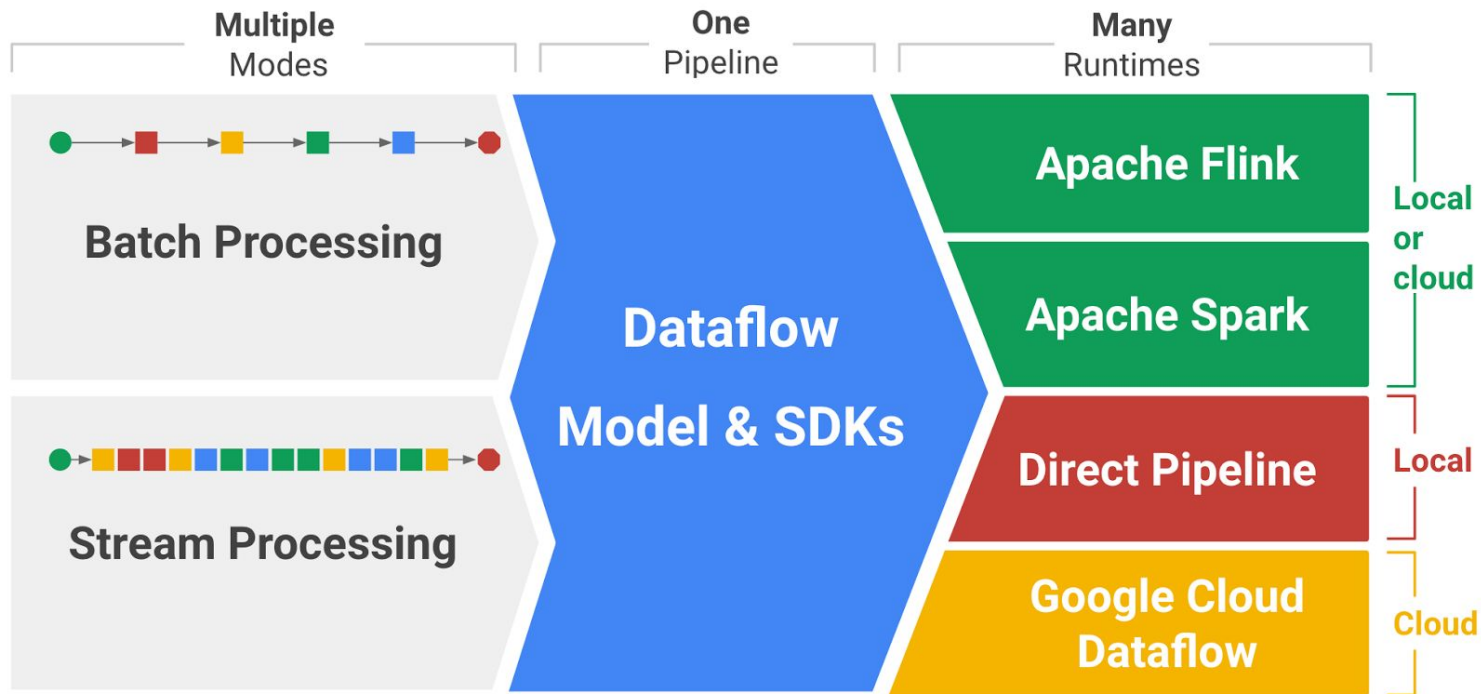 Multiple
Modes
One
Pipeline
Many
Runtimes
Batch Processing
Stream Processing
Dataflow
Model & SDKs
Apache Flink
Apache Spark
Direct Pipeline
Google Cloud
Dataflow
Local
or
cloud
Local
Cloud